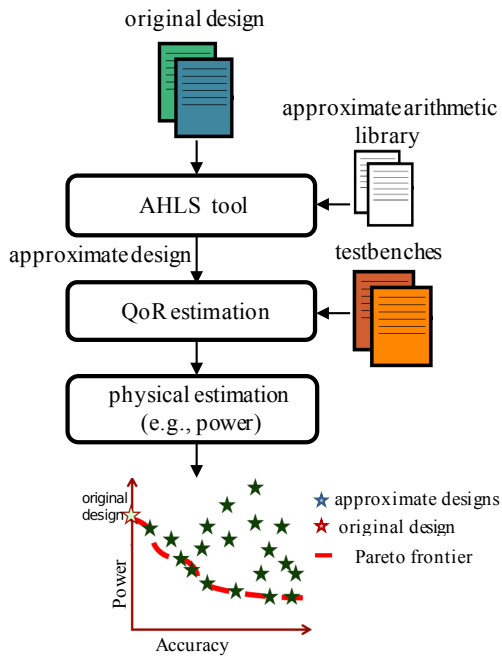 original design
approximate arithmetic
library
AHLS tool
approximate design
testbenches
QoR estimation
physical estimation
(e.g., power)
original
design
approximate designs
original design
Pareto frontier
Power
Accuracy